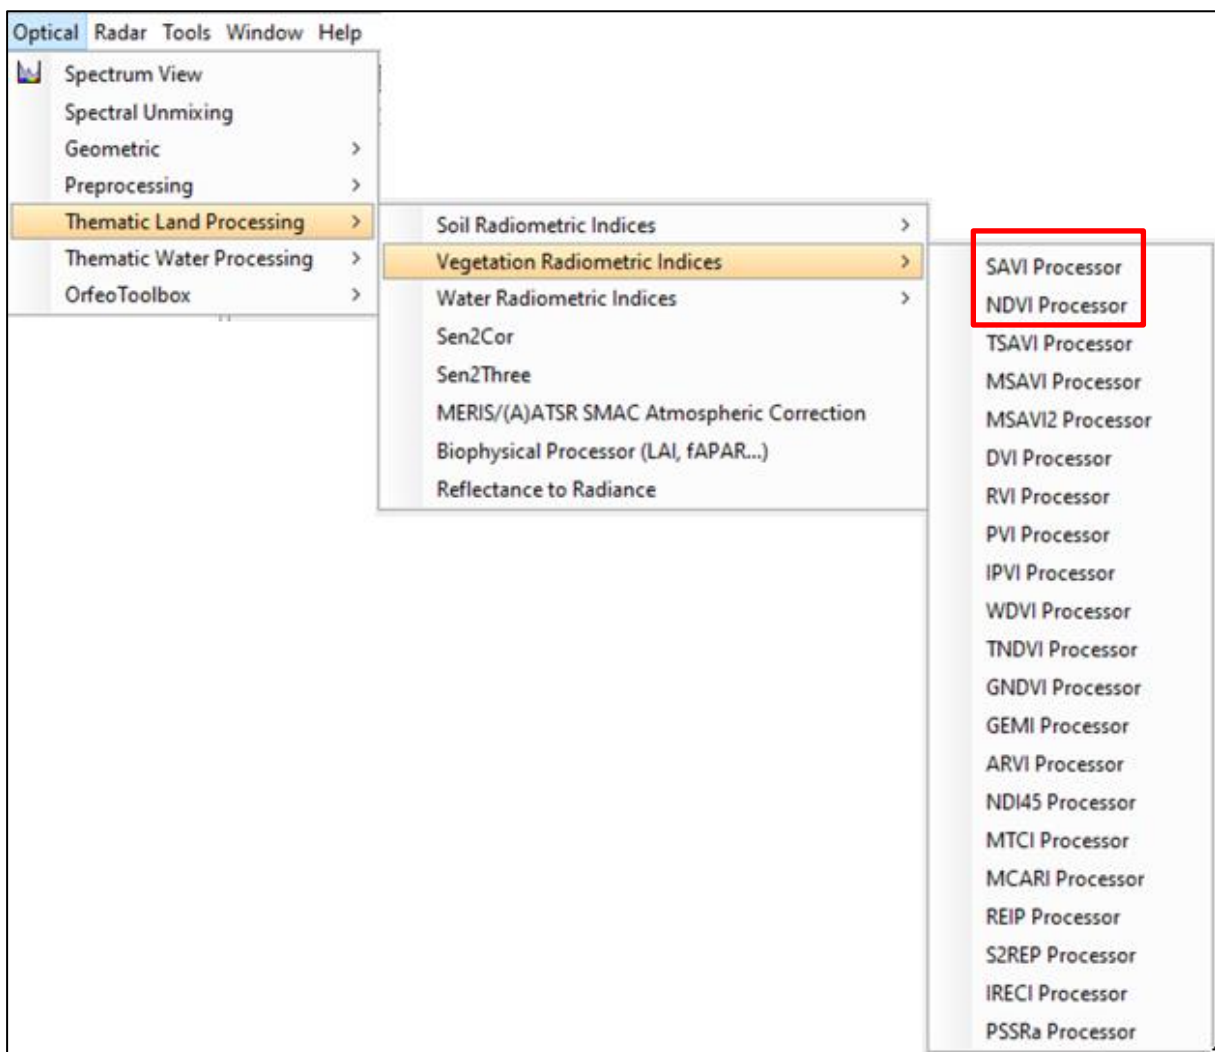 Optical Radar Tools Window Help
Spectrum View
Spectral Unmixing
Geometric
Preprocessing
Thematic Land Processing
Thematic Water Processing
OrfeoToolbox
Soil Radiometric Indices
Vegetation Radiometric Indices
Water Radiometric Indices
Sen2Cor
Sen2Three
MERIS/(A)ATSR SMAC Atmospheric Correction
Biophysical Processor (LAI, fAPAR...)
Reflectance to Radiance
SAVI Processor
NDVI Processor
TSAVI Processor
MSAVI Processor
MSAVI2 Processor
DVI Processor
RVI Processor
PVI Processor
IPVI Processor
WDVI Processor
TNDVI Processor
GNDVI Processor
GEMI Processor
ARVI Processor
NDI45 Processor
MTCI Processor
MCARI Processor
REIP Processor
S2REP Processor
IRECI Processor
PSSRa Processor